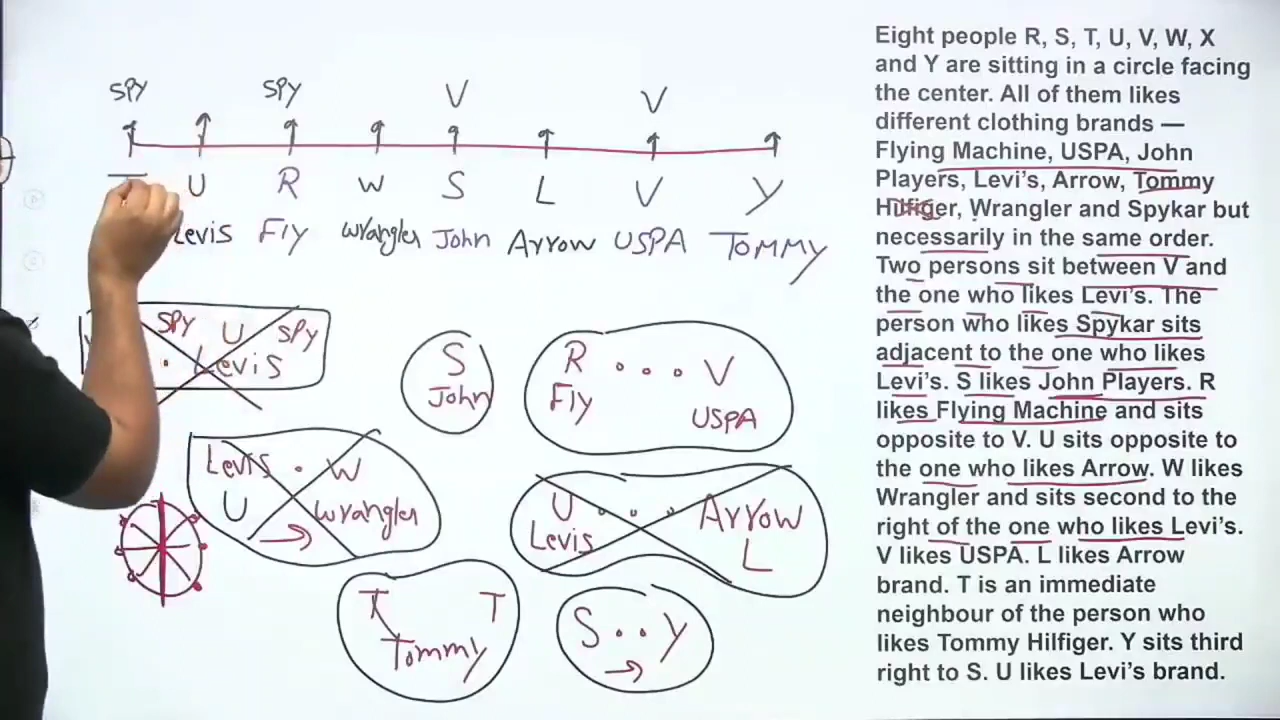 SPY SPY V V
T U R W S L V Y
Levis Fly wrangler John Arrow USPA TOMMY
SPY U SPY
Levis
S
John
R . . . V
Fly USPA
Levis . W
U → wrangler
U . . . Arrow
Levis L
T T
Tommy
S . . Y
→
Eight people R, S, T, U, V, W, X
and Y are sitting in a circle facing
the center. All of them likes
different clothing brands —
Flying Machine, USPA, John
Players, Levi's, Arrow, Tommy
Hilfiger, Wrangler and Spykar but
necessarily in the same order.
Two persons sit between V and
the one who likes Levi's. The
person who likes Spykar sits
adjacent to the one who likes
Levi's. S likes John Players. R
likes Flying Machine and sits
opposite to V. U sits opposite to
the one who likes Arrow. W likes
Wrangler and sits second to the
right of the one who likes Levi's.
V likes USPA. L likes Arrow
brand. T is an immediate
neighbour of the person who
likes Tommy Hilfiger. Y sits third
right to S. U likes Levi's brand.